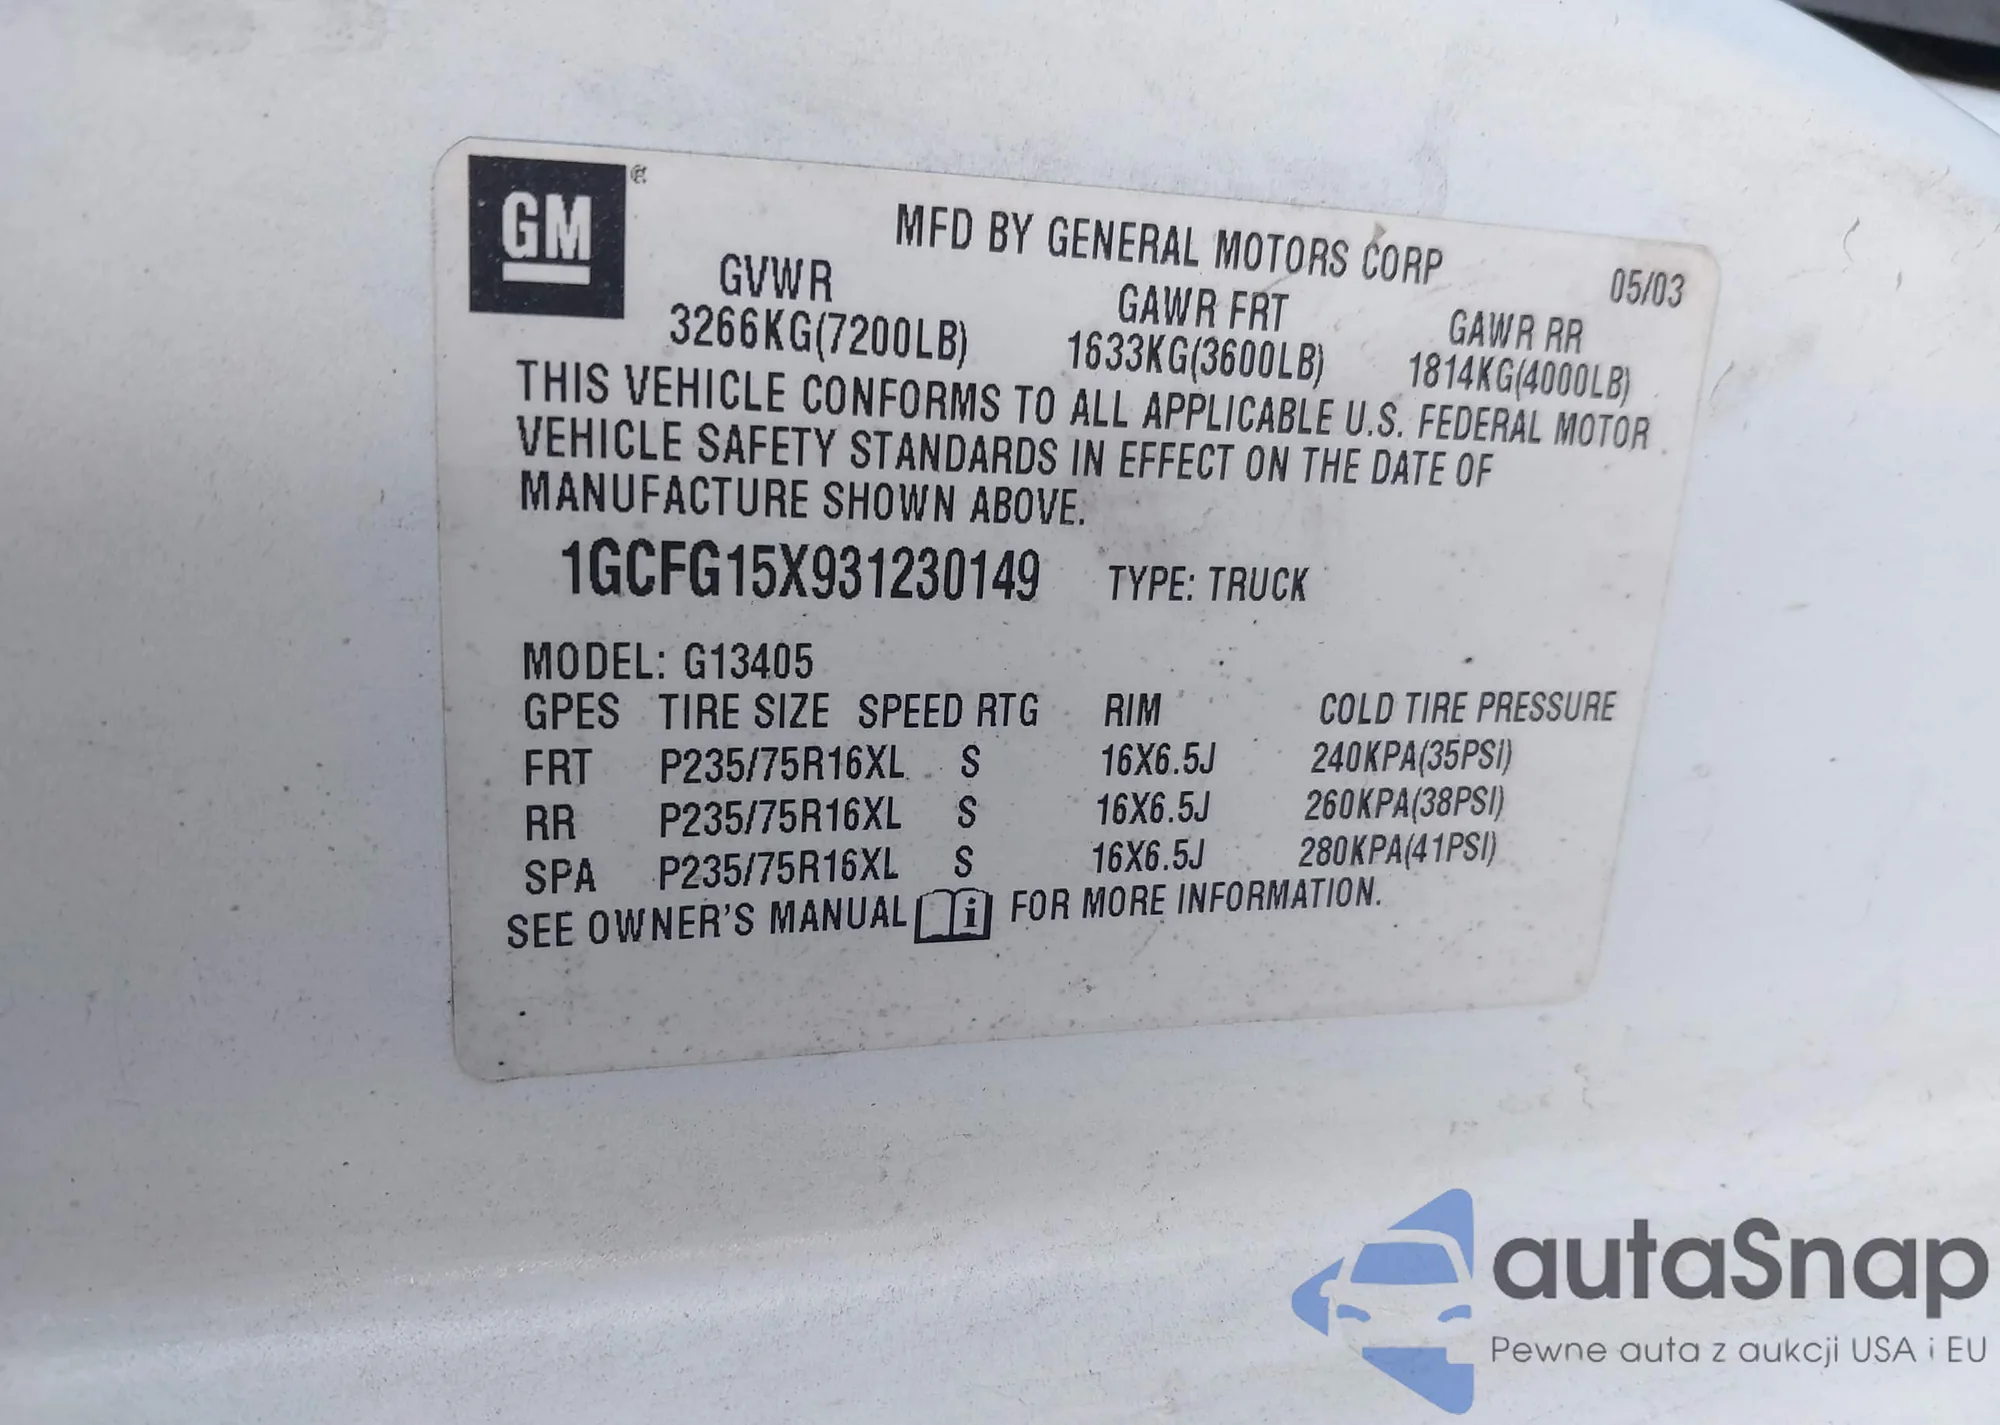 GM
MFD BY GENERAL MOTORS CORP 05/03
GVWR GAWR FRT GAWR RR
3266KG(7200LB) 1633KG(3600LB) 1814KG(4000LB)
THIS VEHICLE CONFORMS TO ALL APPLICABLE U.S. FEDERAL MOTOR
VEHICLE SAFETY STANDARDS IN EFFECT ON THE DATE OF
MANUFACTURE SHOWN ABOVE.
1GCFG15X931230149 TYPE: TRUCK
MODEL: G13405
GPES TIRE SIZE SPEED RTG RIM COLD TIRE PRESSURE
FRT P235/75R16XL S 16X6.5J 240KPA(35PSI)
RR P235/75R16XL S 16X6.5J 260KPA(38PSI)
SPA P235/75R16XL S 16X6.5J 280KPA(41PSI)
SEE OWNER'S MANUAL i FOR MORE INFORMATION.
autaSnap
Pewne auta z aukcji USA i EU